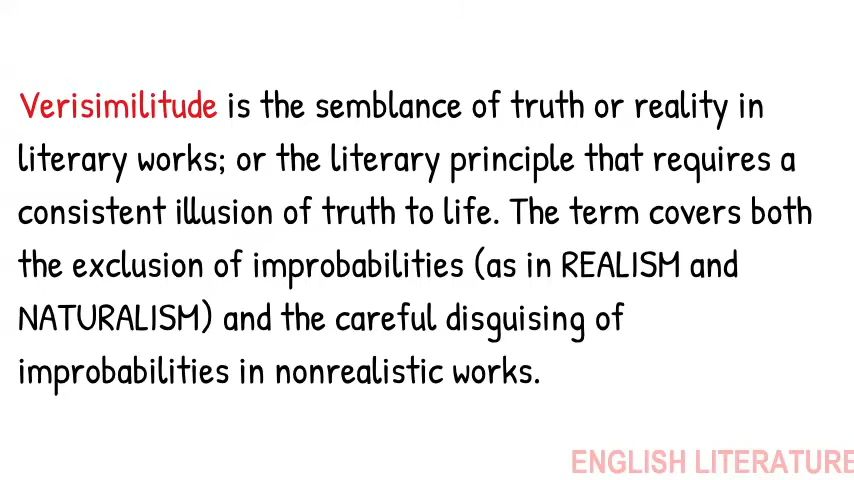 Verisimilitude is the semblance of truth or reality in
literary works; or the literary principle that requires a
consistent illusion of truth to life. The term covers both
the exclusion of improbabilities (as in REALISM and
NATURALISM) and the careful disguising of
improbabilities in nonrealistic works.
ENGLISH LITERATURE